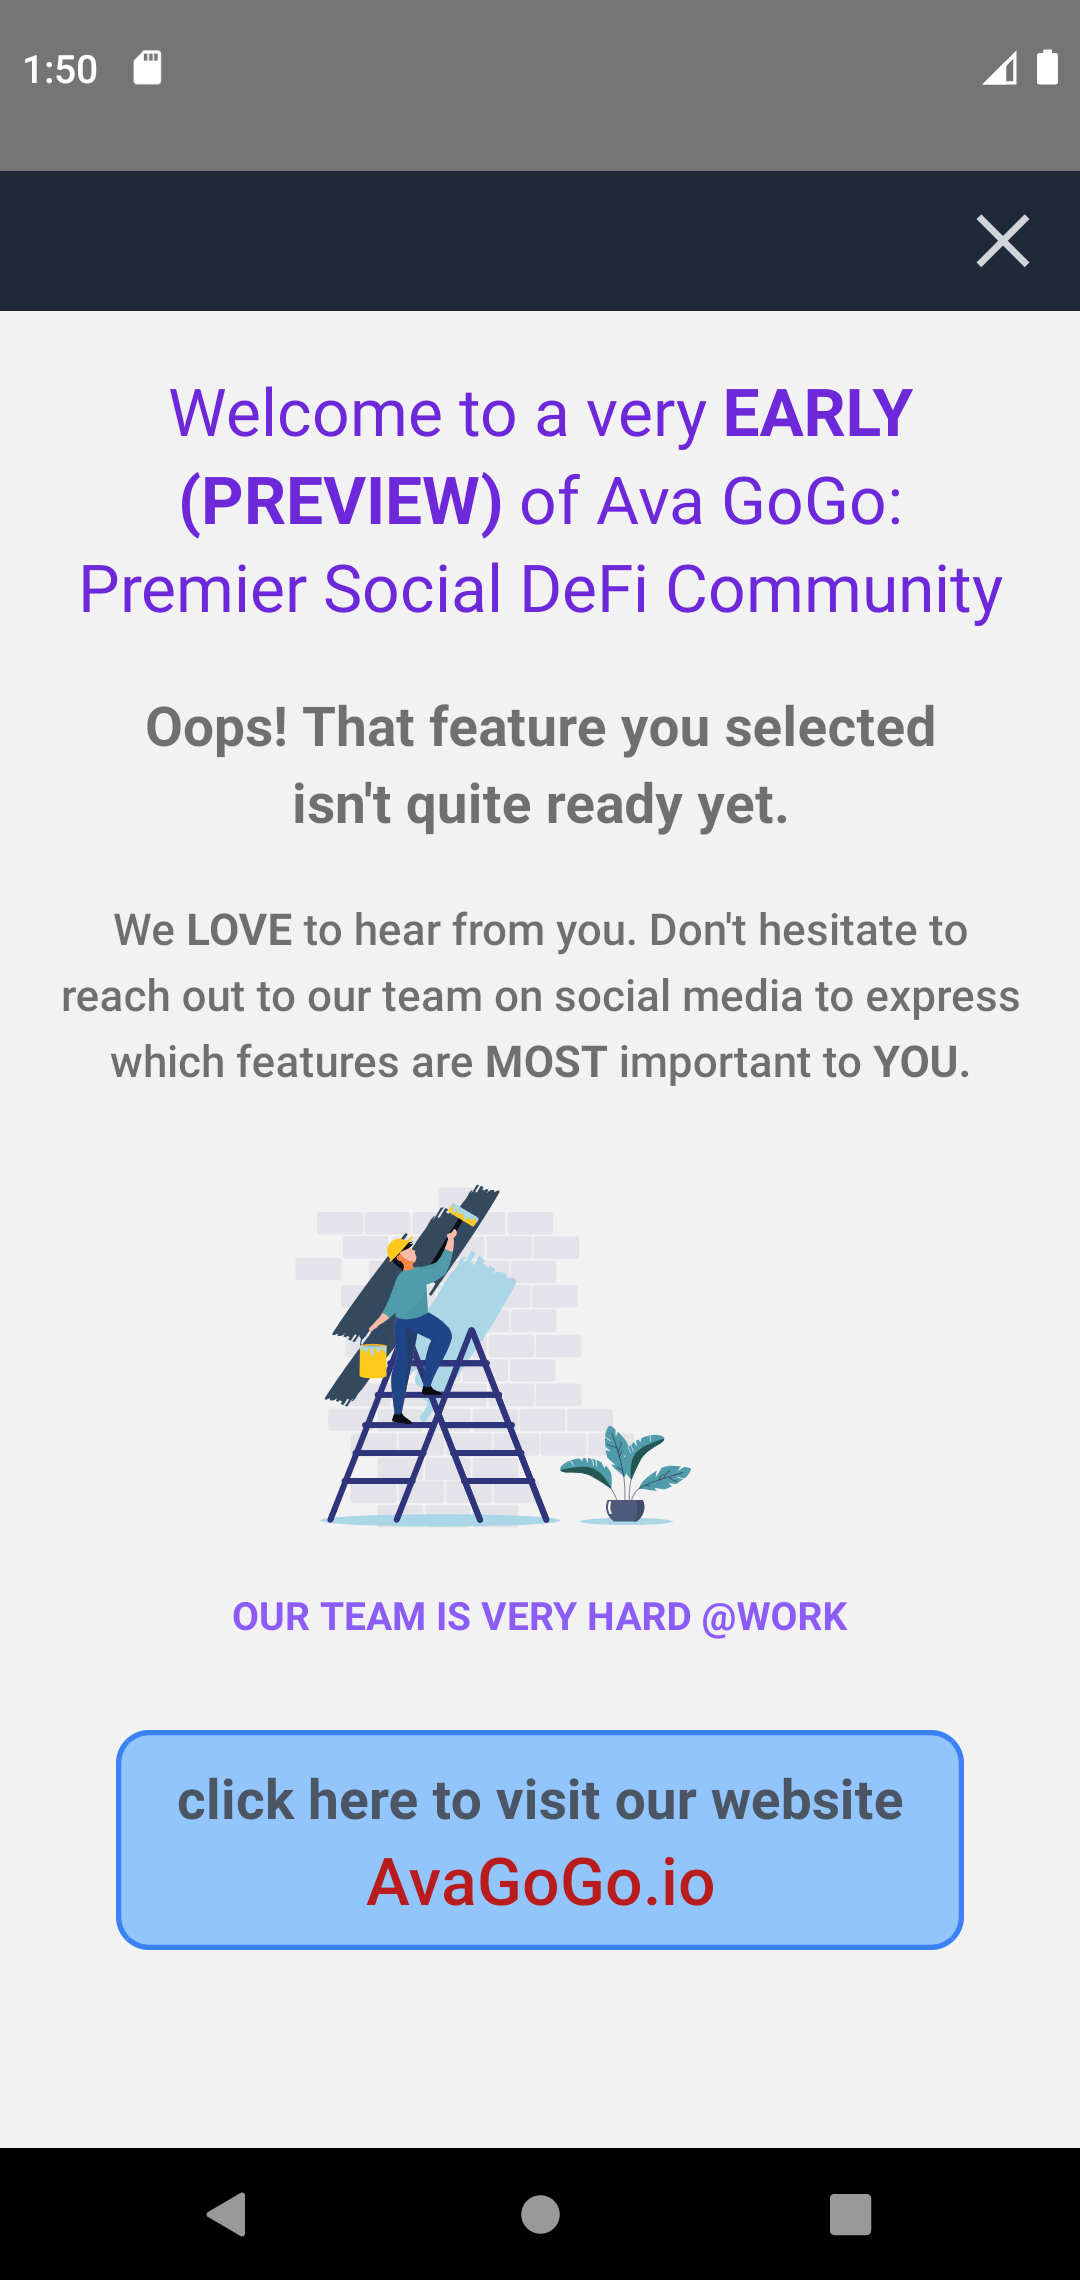 1:50
Welcome to a very EARLY
(PREVIEW) of Ava GoGo:
Premier Social DeFi Community
Oops! That feature you selected
isn't quite ready yet.
We LOVE to hear from you. Don't hesitate to
reach out to our team on social media to express
which features are MOST important to YOU.
OUR TEAM IS VERY HARD @WORK
click here to visit our website
AvaGoGo.io